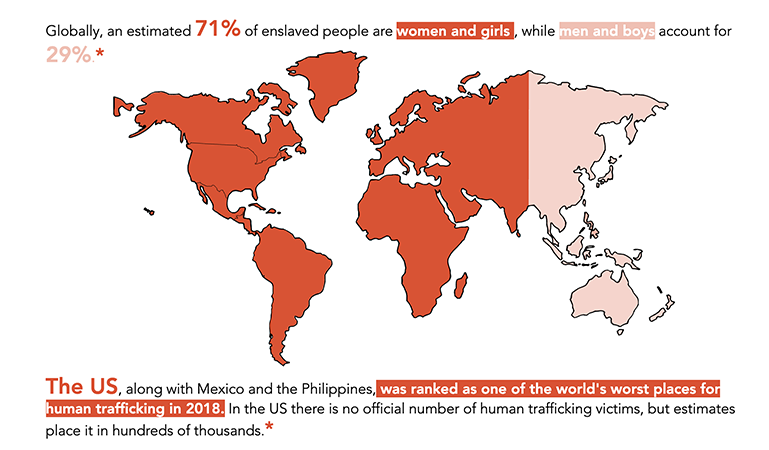 Globally, an estimated 71% of enslaved people are women and girls, while men and boys account for
29%.*
The US, along with Mexico and the Philippines, was ranked as one of the world's worst places for
human trafficking in 2018. In the US there is no official number of human trafficking victims, but estimates
place it in hundreds of thousands.*